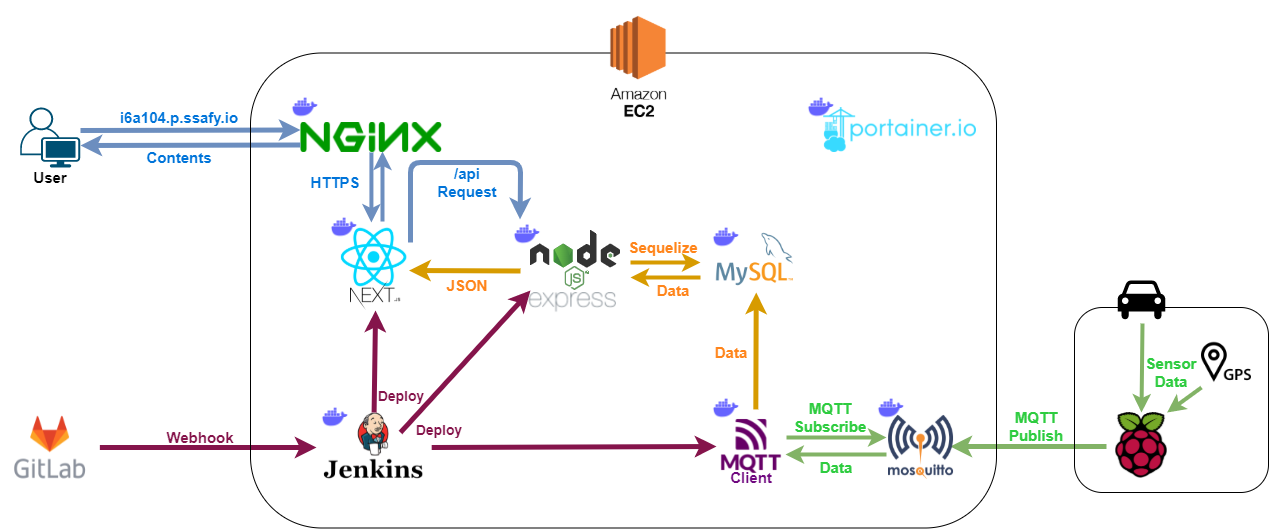 Amazon
EC2
i6a104.p.ssafy.io
NGiNX
portainer.io
Contents
User
HTTPS
/api
Request
node
JS
express
Sequelize
MySQL
Data
JSON
NEXT
.JS
Data
Sensor
Data
GPS
Deploy
MQTT
Subscribe
MQTT
Publish
Webhook
Deploy
GitLab
Jenkins
MQTT
Client
Data
mosquitto